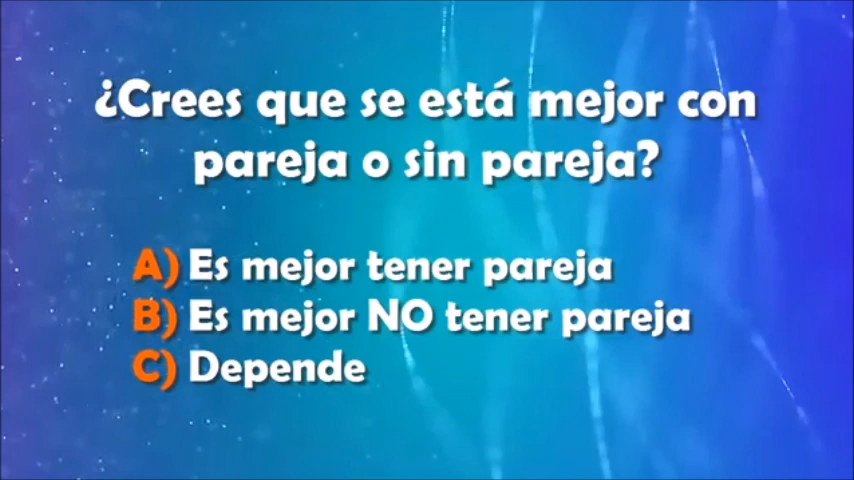 ¿Crees que se está mejor con
pareja o sin pareja?
A) Es mejor tener pareja
B) Es mejor NO tener pareja
C) Depende